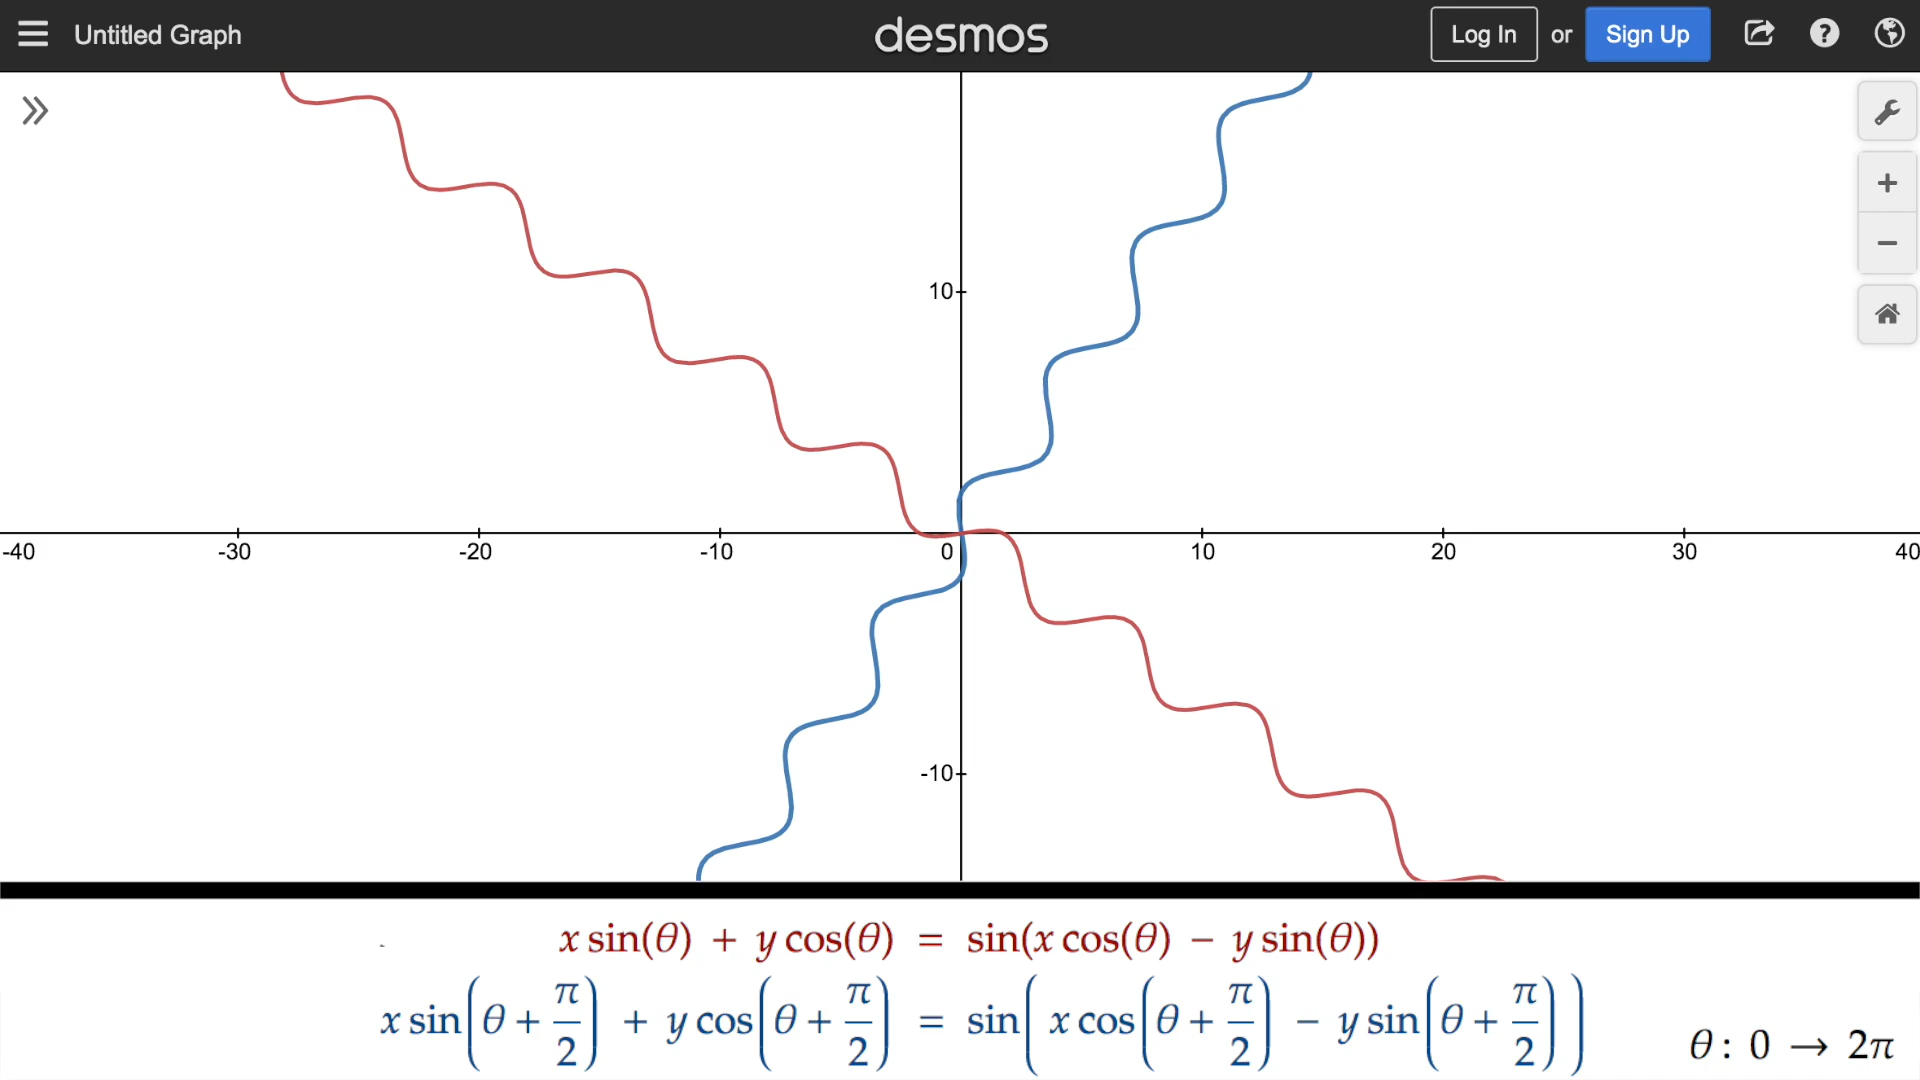 Untitled Graph desmos Log In or Sign Up
10
-40 -30 -20 -10 0 10 20 30 40
-10
x sin(θ) + y cos(θ) = sin(x cos(θ) − y sin(θ))
x sin(θ + π/2) + y cos(θ + π/2) = sin(x cos(θ + π/2) − y sin(θ + π/2))
θ : 0 → 2π